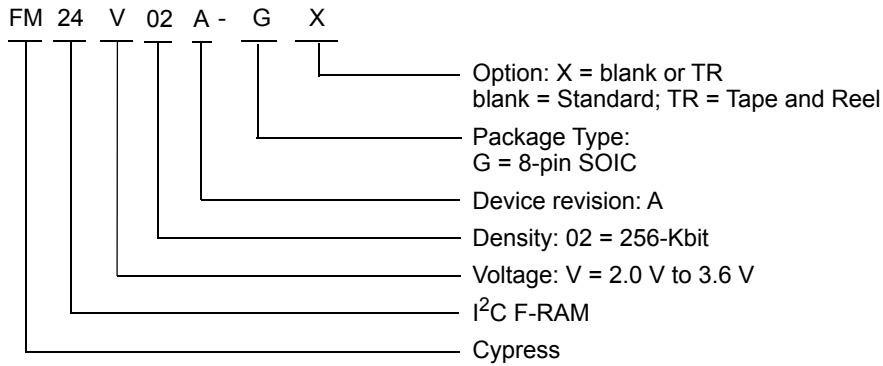 FM 24 V 02 A - G X
Option: X = blank or TR
blank = Standard; TR = Tape and Reel
Package Type:
G = 8-pin SOIC
Device revision: A
Density: 02 = 256-Kbit
Voltage: V = 2.0 V to 3.6 V
I²C F-RAM
Cypress